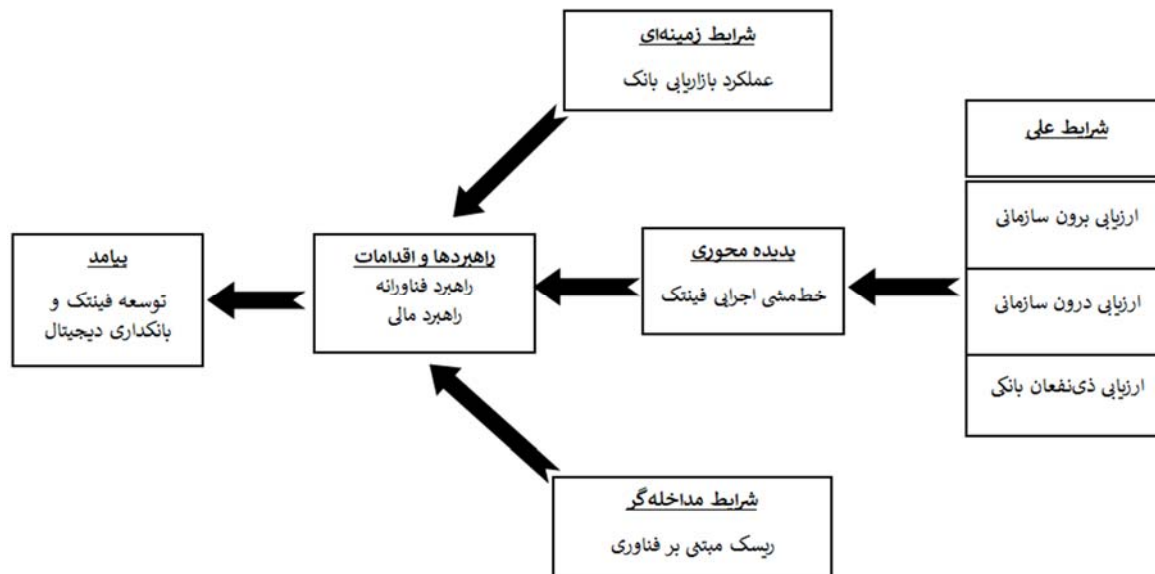 شرایط زمینه‌ای
عملکرد بازاریابی بانک
شرایط علی
ارزیابی برون سازمانی
ارزیابی درون سازمانی
ارزیابی ذی‌نفعان بانکی
پدیده محوری
خط‌مشی اجرایی فینتک
راهبردها و اقدامات
راهبرد فناورانه
راهبرد مالی
پیامد
توسعه فینتک و
بانکداری دیجیتال
شرایط مداخله‌گر
ریسک مبتنی بر فناوری